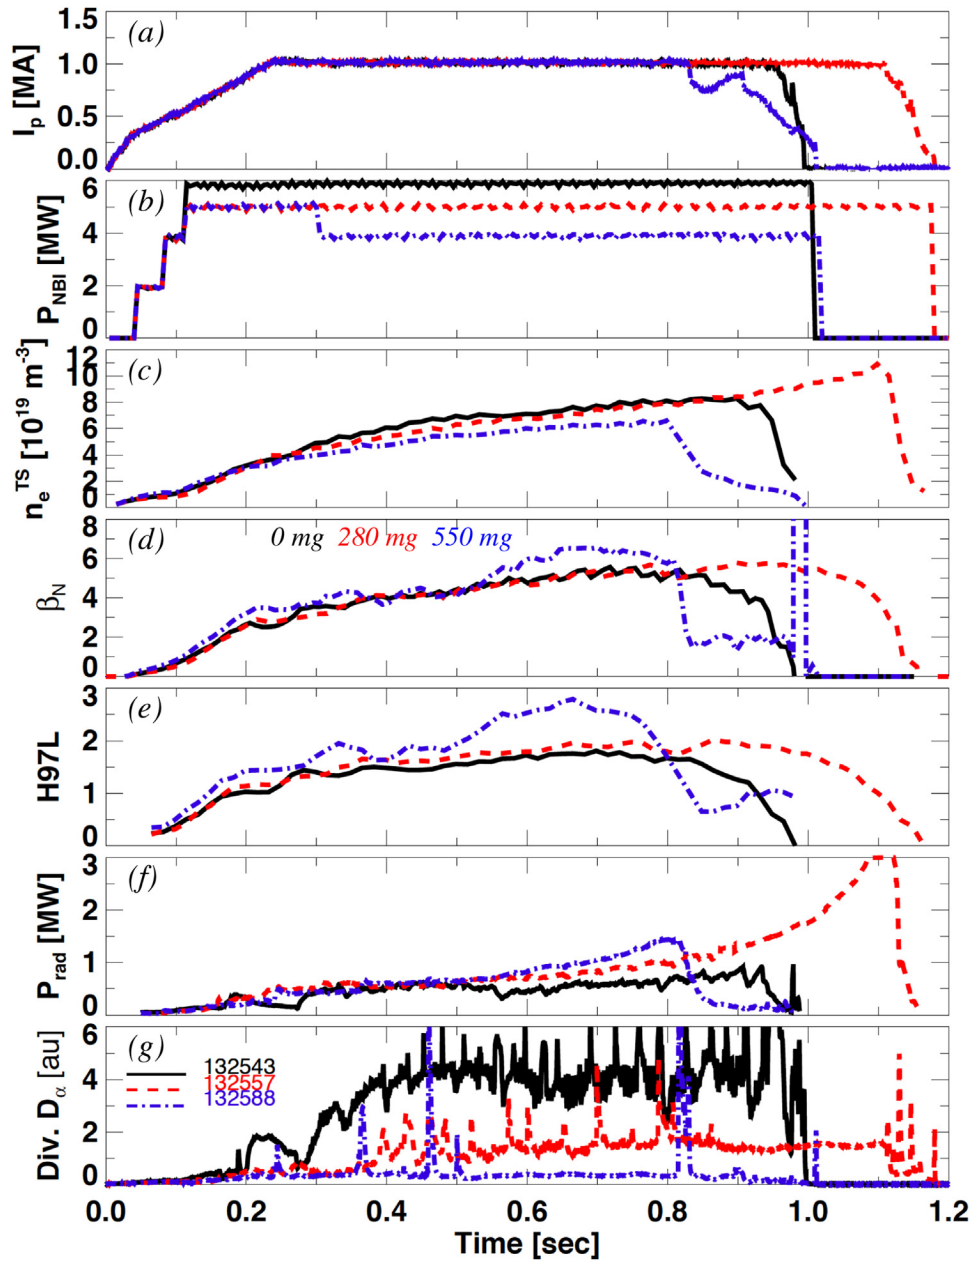 (a)
I_p [MA]
1.5
1.0
0.5
0.0
(b)
P_NBI [MW]
6
4
2
0
(c)
n_e^TS [10^19 m^-3]
12
10
8
6
4
2
0
(d)
0 mg 280 mg 550 mg
β_N
8
6
4
2
0
(e)
H97L
3
2
1
0
(f)
P_rad [MW]
3
2
1
0
(g)
132543
132557
132588
Div. D_α [au]
6
4
2
0
0.0 0.2 0.4 0.6 0.8 1.0 1.2
Time [sec]